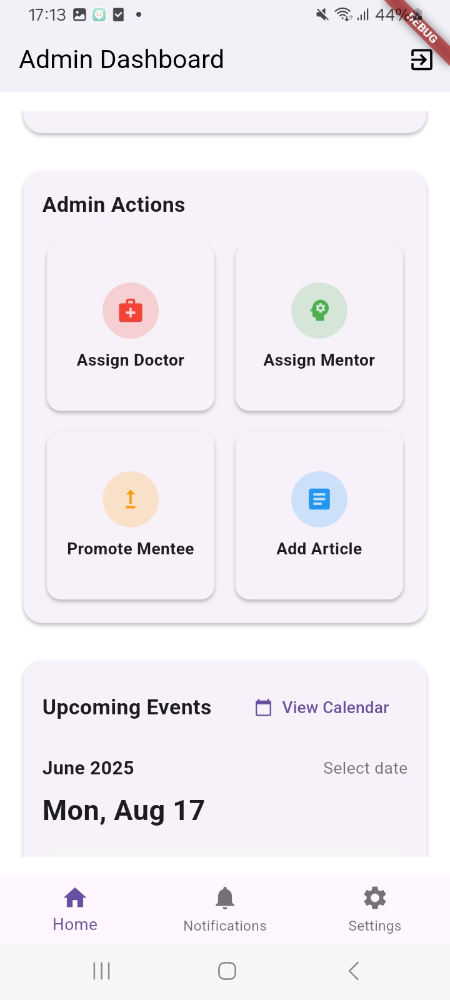 17:13
44%
DEBUG
Admin Dashboard
Admin Actions
Assign Doctor
Assign Mentor
Promote Mentee
Add Article
Upcoming Events
View Calendar
June 2025
Select date
Mon, Aug 17
Home
Notifications
Settings